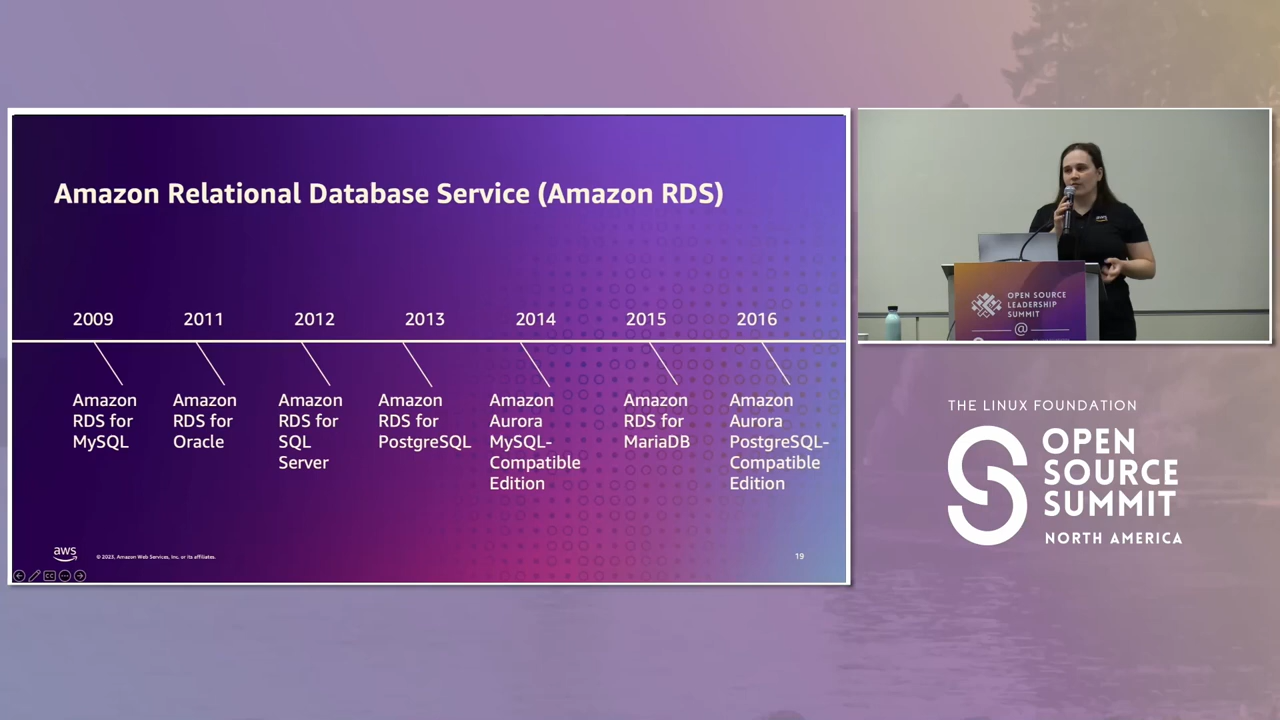 Amazon Relational Database Service (Amazon RDS)
2009
2011
2012
2013
2014
2015
2016
Amazon
RDS for
MySQL
Amazon
RDS for
Oracle
Amazon
RDS for
SQL
Server
Amazon
RDS for
PostgreSQL
Amazon
Aurora
MySQL-
Compatible
Edition
Amazon
RDS for
MariaDB
Amazon
Aurora
PostgreSQL-
Compatible
Edition
aws
© 2023, Amazon Web Services, Inc. or its affiliates.
19
CC
aws
OPEN SOURCE
LEADERSHIP
SUMMIT
@
THE LINUX FOUNDATION
OPEN
SOURCE
SUMMIT
NORTH AMERICA